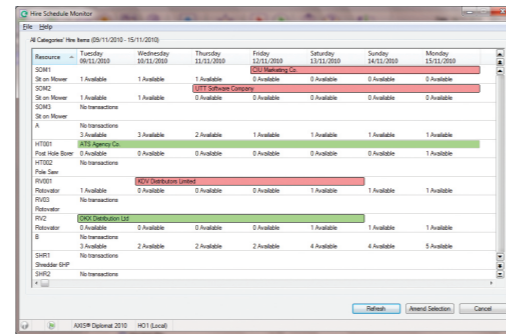 Hire Schedule Monitor
File Help
All Categories' Hire Items (09/11/2010 - 15/11/2010)
Resource Tuesday 09/11/2010 Wednesday 10/11/2010 Thursday 11/11/2010 Friday 12/11/2010 Saturday 13/11/2010 Sunday 14/11/2010 Monday 15/11/2010
SOM1 CIU Marketing Co.
Sit on Mower 1 Available 1 Available 1 Available 0 Available 0 Available 0 Available 0 Available
SOM2 UTT Software Company
Sit on Mower 1 Available 1 Available 0 Available 0 Available 0 Available 0 Available 0 Available
SOM3 No transactions
Sit on Mower
A No transactions
3 Available 3 Available 2 Available 1 Available 1 Available 1 Available 1 Available
HT001 ATS Agency Co.
Post Hole Borer 0 Available 0 Available 0 Available 0 Available 0 Available 0 Available 0 Available
HT002 No transactions
Pole Saw
RV001 KDV Distributors Limited
Rotovator 1 Available 0 Available 0 Available 0 Available 1 Available 1 Available 1 Available
RV03 No transactions
Rotovator
RV2 OKX Distribution Ltd
Rotovator 0 Available 0 Available 0 Available 0 Available 1 Available 1 Available 1 Available
B No transactions
3 Available 2 Available 2 Available 2 Available 4 Available 4 Available 5 Available
SHR1 No transactions
Shredder 6HP
SHR2 No transactions
Refresh Amend Selection Cancel
AXIS® Diplomat 2010 HO1 (Local)